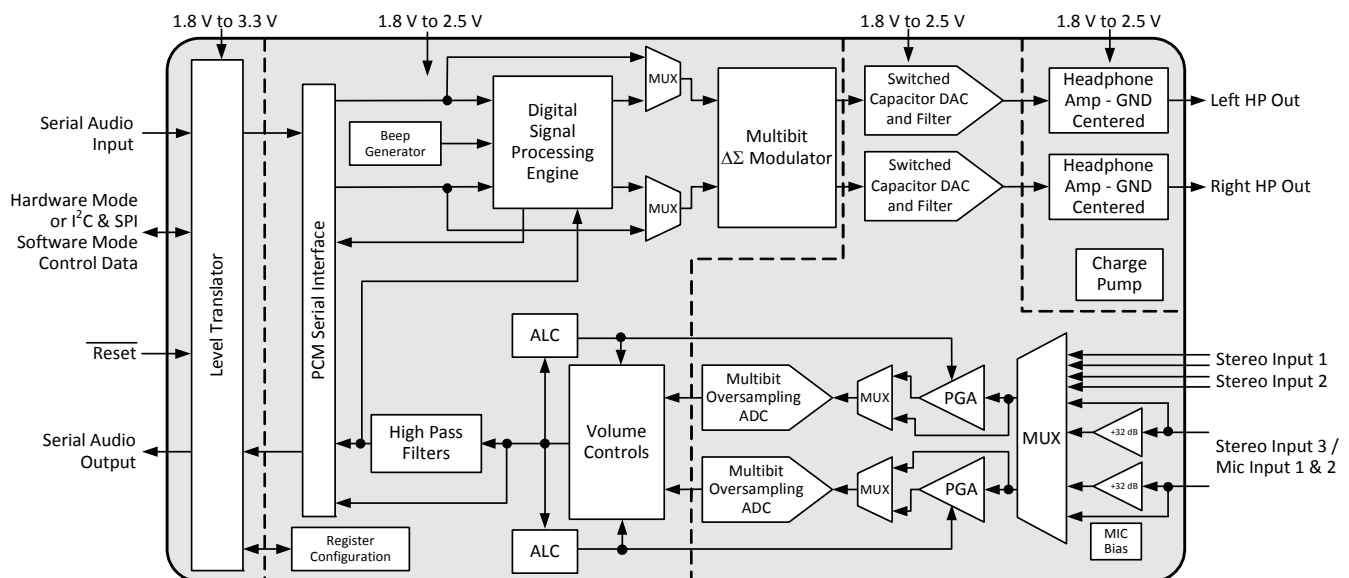 1.8 V to 3.3 V
1.8 V to 2.5 V
1.8 V to 2.5 V
1.8 V to 2.5 V
Serial Audio
Input
Hardware Mode
or I²C & SPI
Software Mode
Control Data
Reset
Serial Audio
Output
Level Translator
PCM Serial Interface
Beep
Generator
Digital
Signal
Processing
Engine
MUX
MUX
Multibit
ΔΣ Modulator
Switched
Capacitor DAC
and Filter
Switched
Capacitor DAC
and Filter
Headphone
Amp - GND
Centered
Headphone
Amp - GND
Centered
Left HP Out
Right HP Out
Charge
Pump
ALC
High Pass
Filters
Volume
Controls
ALC
Register
Configuration
Multibit
Oversampling
ADC
Multibit
Oversampling
ADC
MUX
MUX
PGA
PGA
MUX
+32 dB
+32 dB
MIC
Bias
Stereo Input 1
Stereo Input 2
Stereo Input 3 /
Mic Input 1 & 2